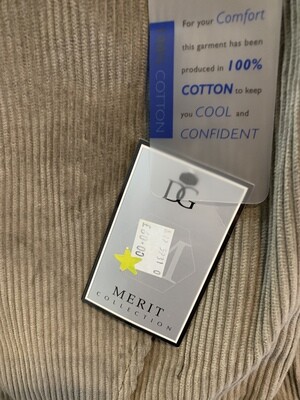 For your Comfort
this garment has been
produced in 100%
COTTON to keep
you COOL and
CONFIDENT
COTTON
DG
MERIT
COLLECTION